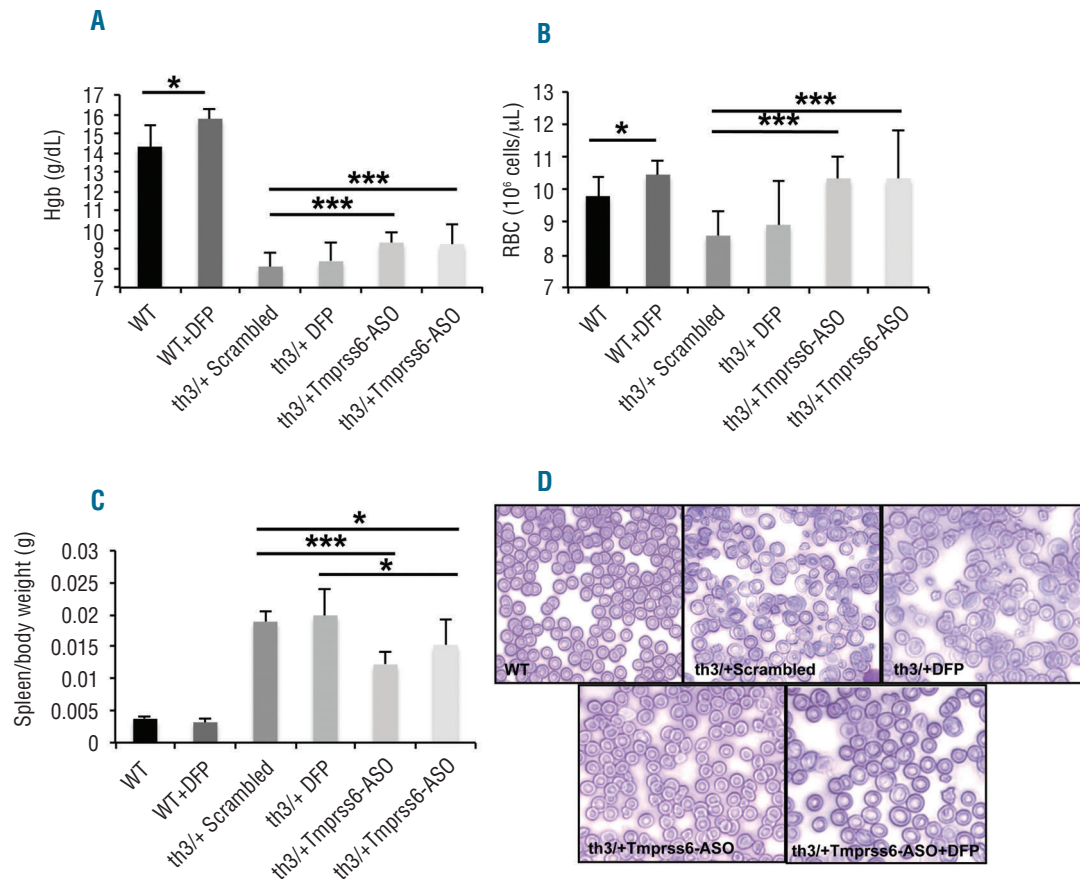 A
Hgb (g/dL)
17
16
15
14
13
12
11
10
9
8
7
*
***
***
WT
WT+DFP
th3/+ Scrambled
th3/+ DFP
th3/+Tmprss6-ASO
th3/+Tmprss6-ASO
B
RBC (10⁶ cells/µL)
13
12
11
10
9
8
7
*
***
***
WT
WT+DFP
th3/+ Scrambled
th3/+ DFP
th3/+Tmprss6-ASO
th3/+Tmprss6-ASO
C
Spleen/body weight (g)
0.03
0.025
0.02
0.015
0.01
0.005
0
*
***
*
WT
WT+DFP
th3/+ Scrambled
th3/+ DFP
th3/+Tmprss6-ASO
th3/+Tmprss6-ASO
D
WT
th3/+Scrambled
th3/+DFP
th3/+Tmprss6-ASO
th3/+Tmprss6-ASO+DFP